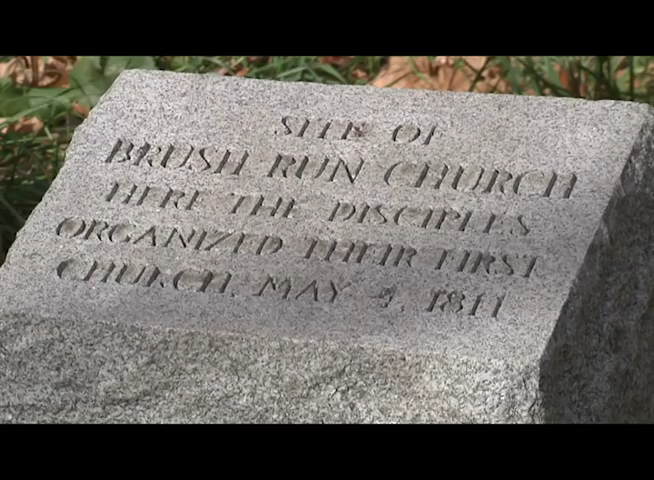 SITE OF
BRUSH RUN CHURCH
HERE THE DISCIPLES
ORGANIZED THEIR FIRST
CHURCH, MAY 4, 1811